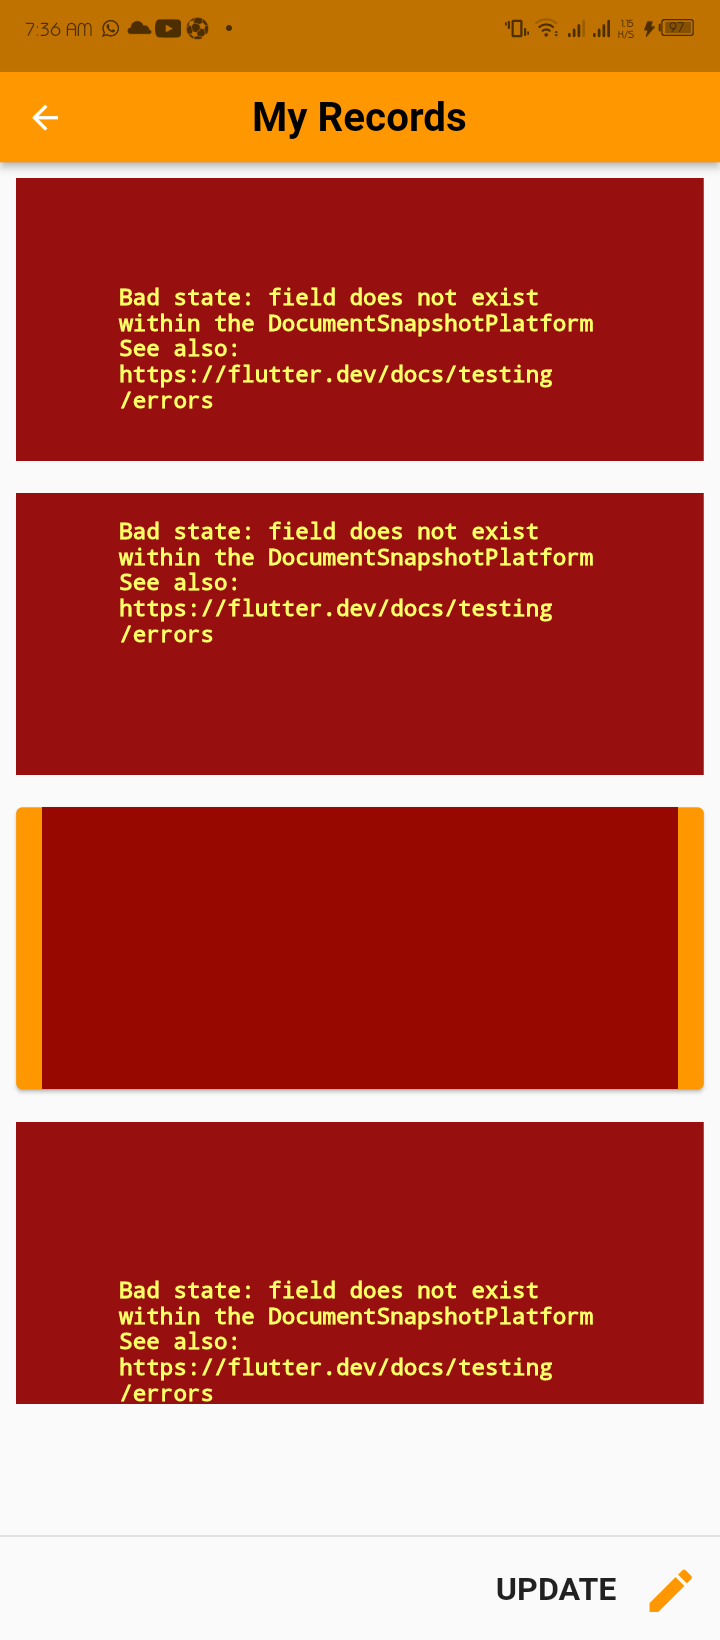 7:36 AM
1.15
K/S
97
My Records
Bad state: field does not exist
within the DocumentSnapshotPlatform
See also:
https://flutter.dev/docs/testing
/errors
Bad state: field does not exist
within the DocumentSnapshotPlatform
See also:
https://flutter.dev/docs/testing
/errors
Bad state: field does not exist
within the DocumentSnapshotPlatform
See also:
https://flutter.dev/docs/testing
/errors
UPDATE